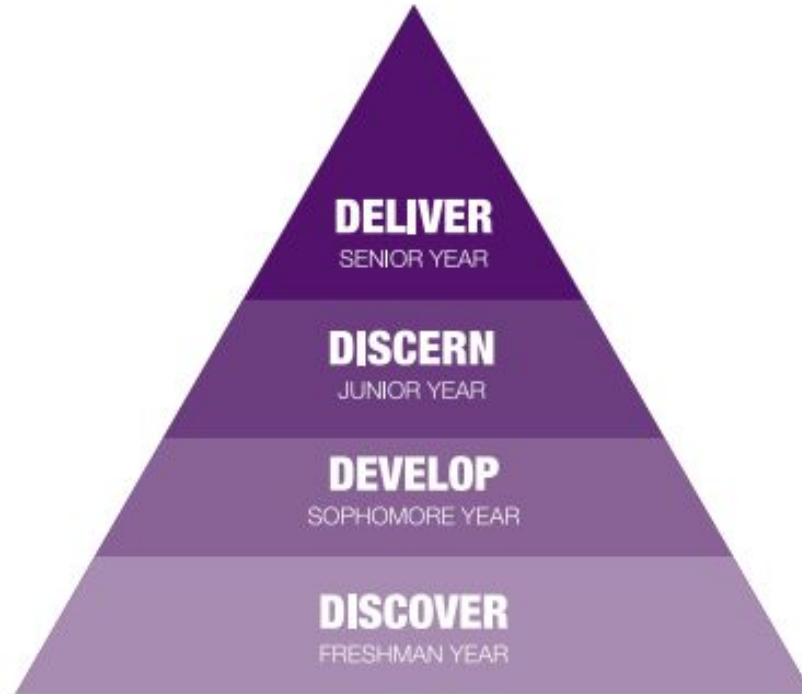 DELIVER
SENIOR YEAR
DISCERN
JUNIOR YEAR
DEVELOP
SOPHOMORE YEAR
DISCOVER
FRESHMAN YEAR